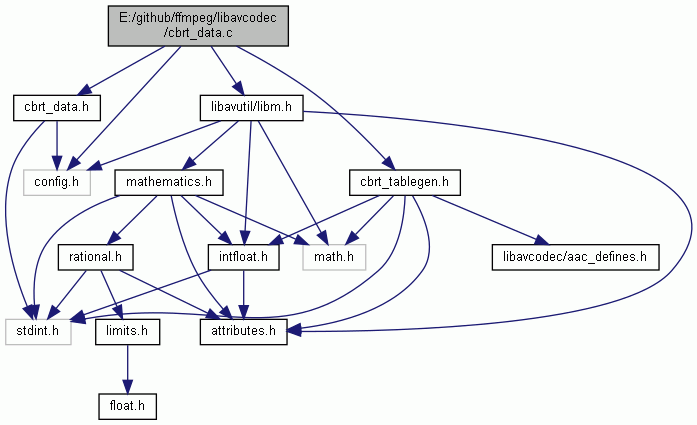 E:/github/ffmpeg/libavcodec
/cbrt_data.c
cbrt_data.h
libavutil/libm.h
config.h
mathematics.h
cbrt_tablegen.h
rational.h
intfloat.h
math.h
libavcodec/aac_defines.h
stdint.h
limits.h
attributes.h
float.h